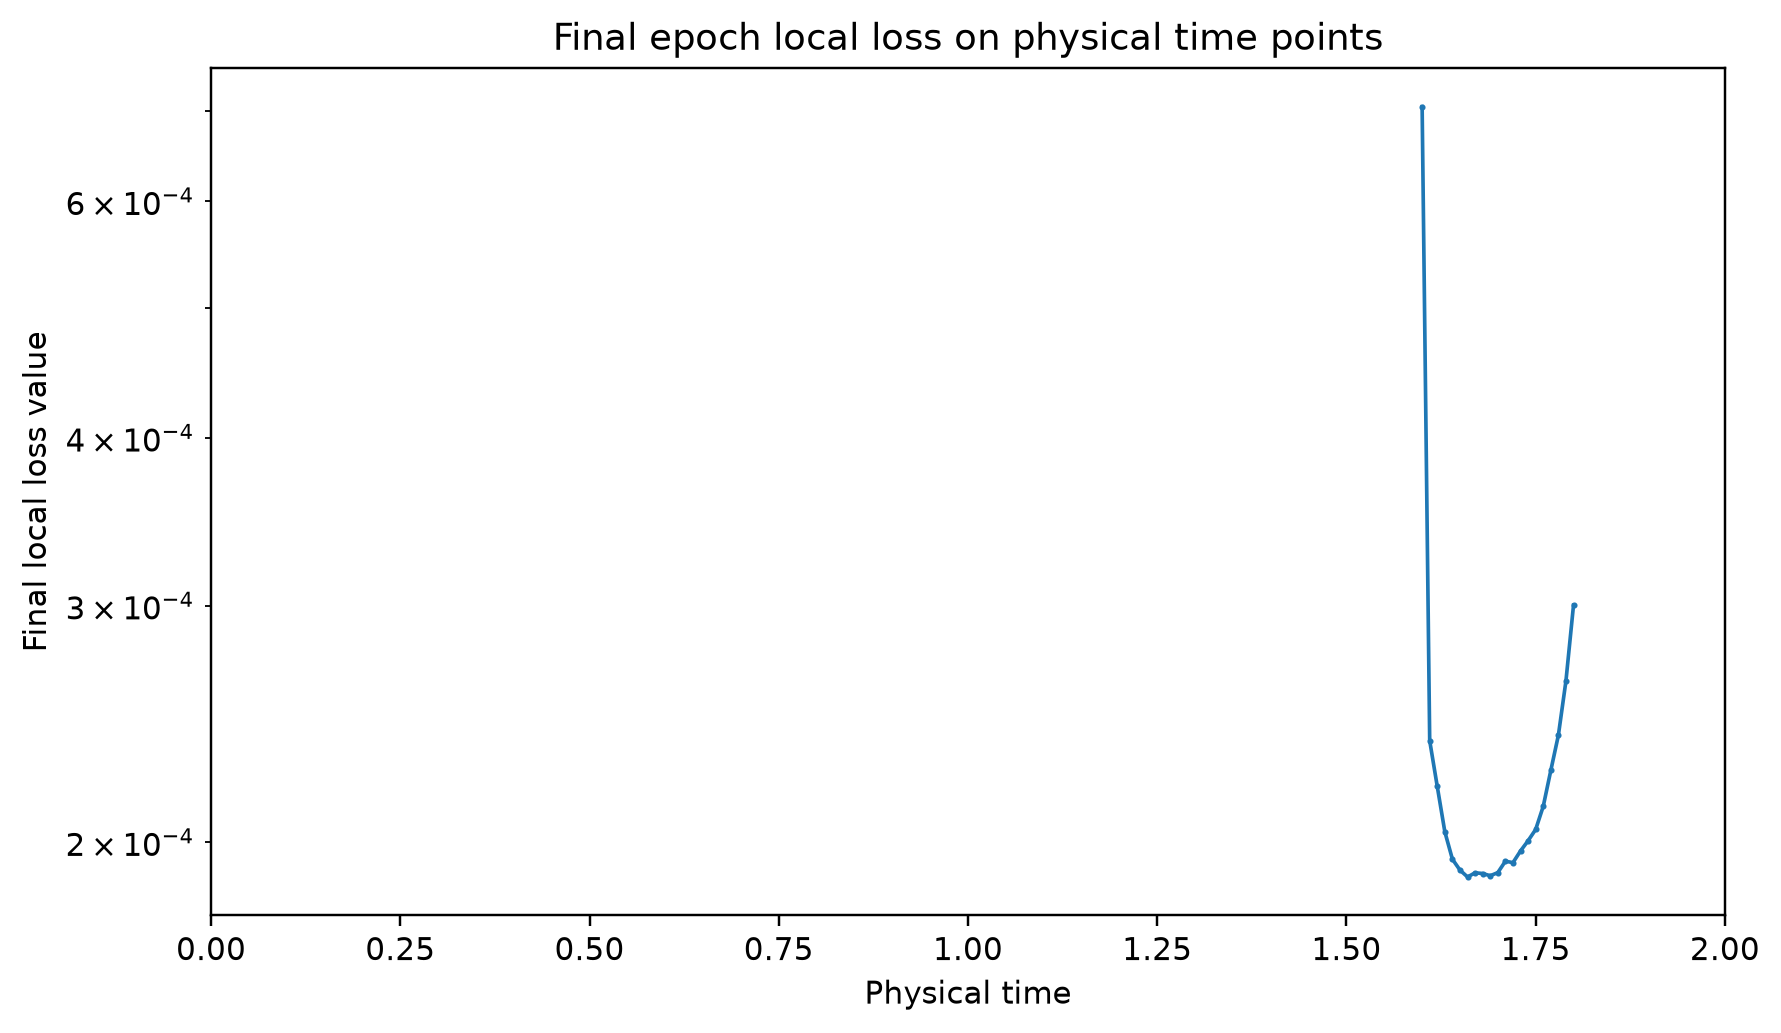 Final epoch local loss on physical time points
Final local loss value
6 × 10⁻⁴
4 × 10⁻⁴
3 × 10⁻⁴
2 × 10⁻⁴
0.00 0.25 0.50 0.75 1.00 1.25 1.50 1.75 2.00
Physical time